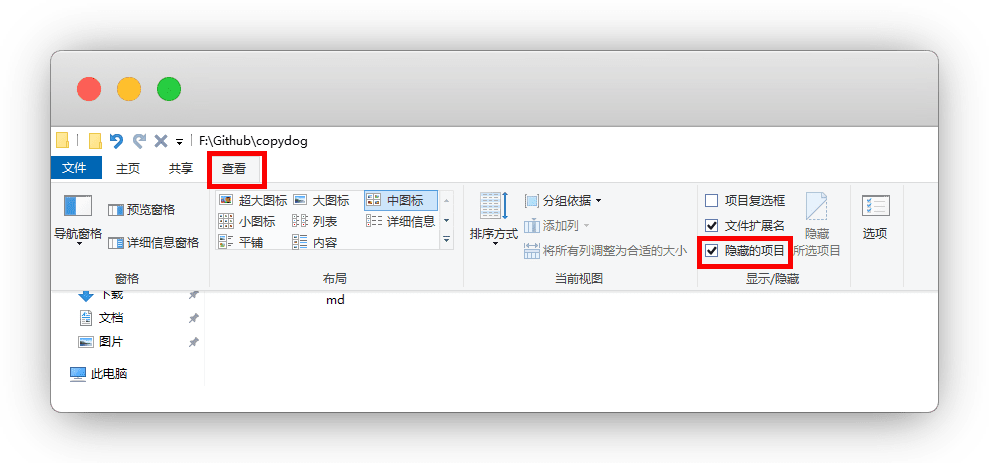 F:\Github\copydog
文件 主页 共享 查看
导航窗格 预览窗格 详细信息窗格
窗格
超大图标 大图标 中图标
小图标 列表 详细信息
平铺 内容
布局
排序方式 分组依据
添加列
将所有列调整为合适的大小
当前视图
项目复选框
文件扩展名
隐藏的项目
隐藏
所选项目
显示/隐藏
选项
下载
md
文档
图片
此电脑